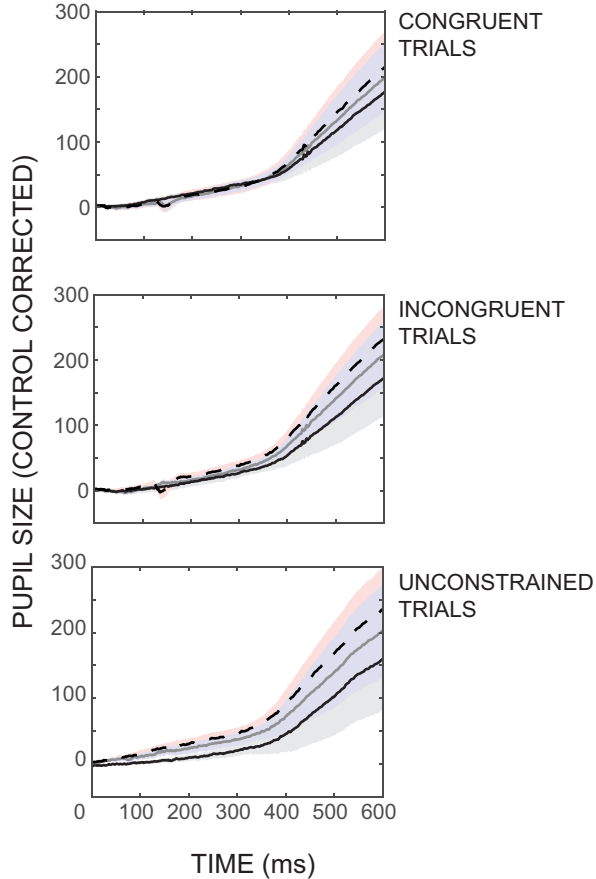 300
200
100
0
CONGRUENT
TRIALS
300
200
100
0
INCONGRUENT
TRIALS
300
200
100
0
UNCONSTRAINED
TRIALS
0 100 200 300 400 500 600
TIME (ms)
PUPIL SIZE (CONTROL CORRECTED)